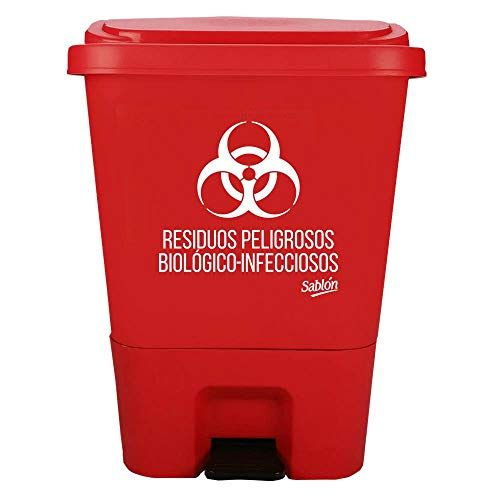 RESIDUOS PELIGROSOS
BIOLÓGICO-INFECCIOSOS
Sablón